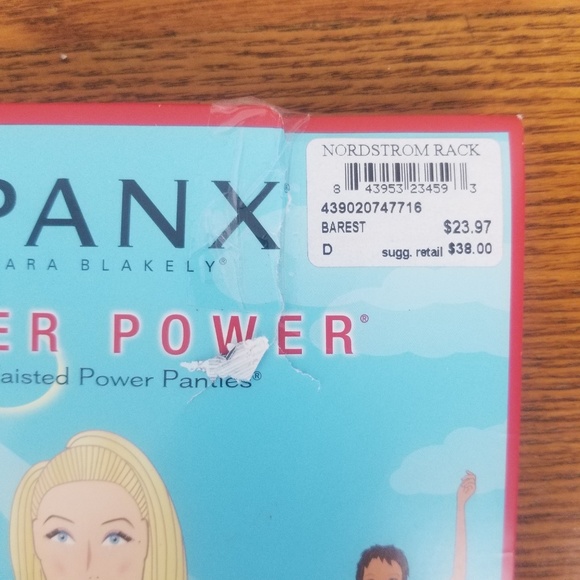 NORDSTROM RACK
8 43953 23459 3
439020747716
BAREST $23.97
D sugg. retail $38.00
PANX®
ARA BLAKELY®
ER POWER®
aisted Power Panties®